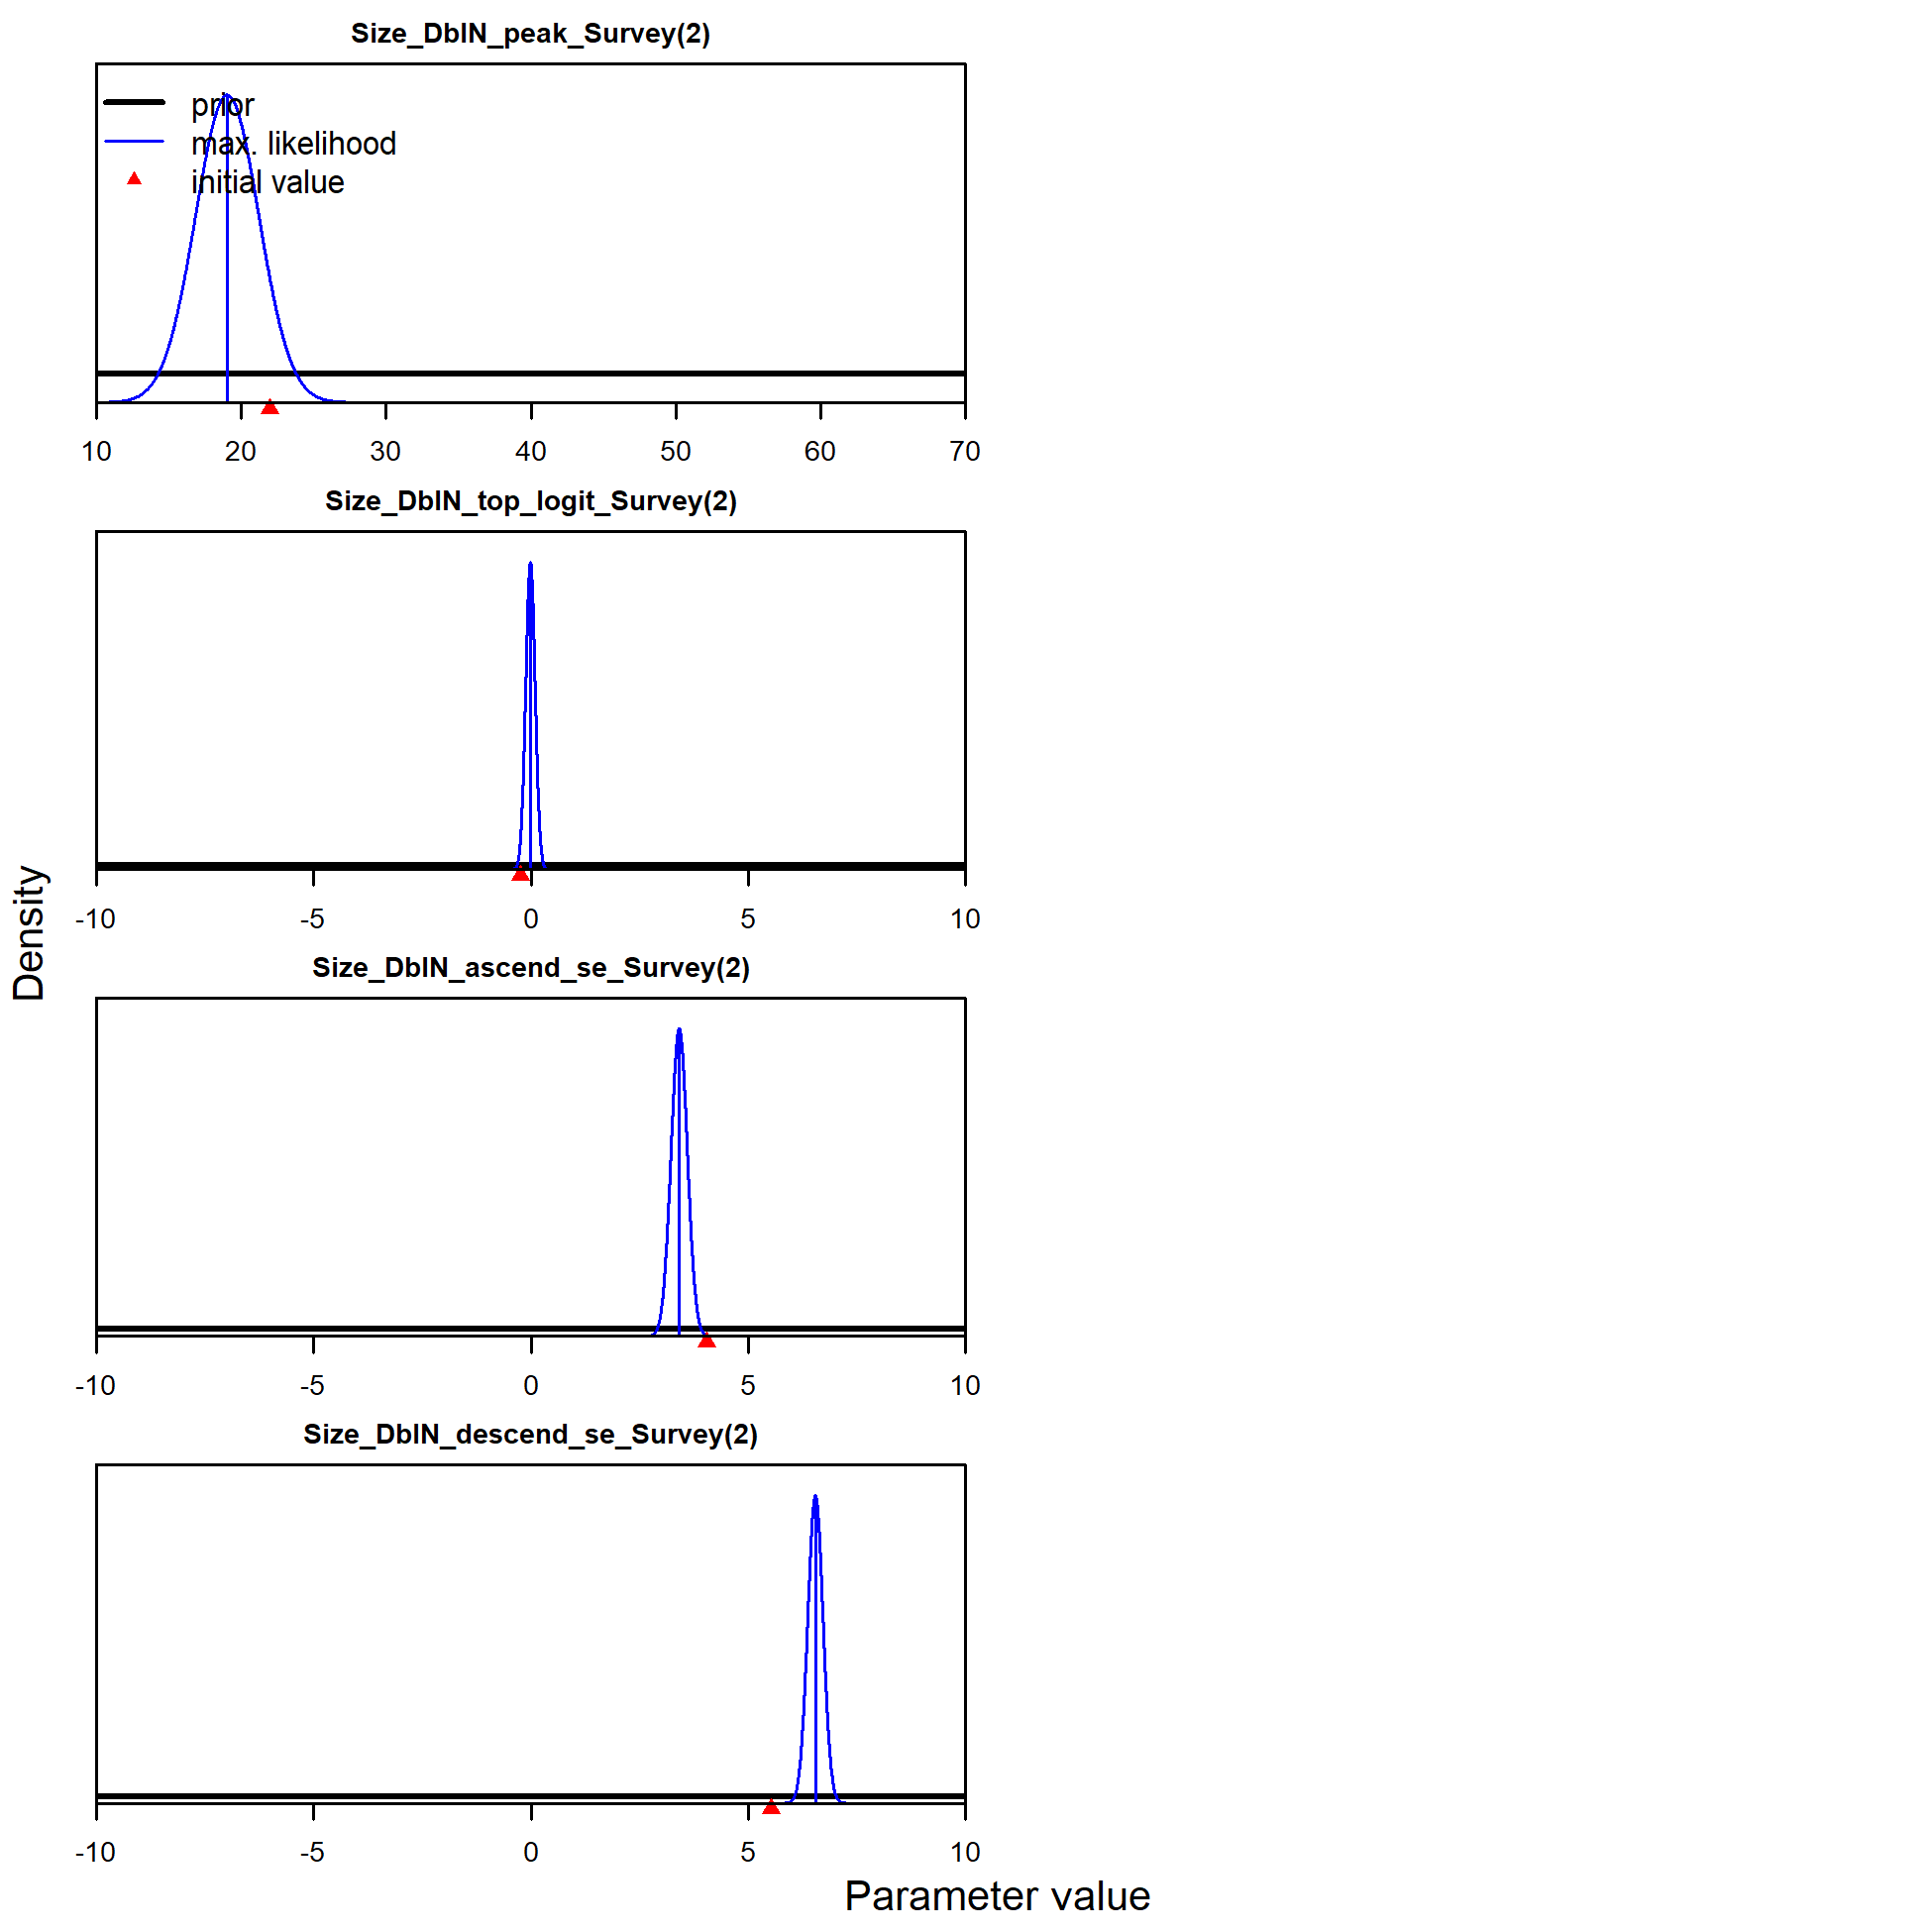 Size_DblN_peak_Survey(2)
prior
max. likelihood
initial value
10 20 30 40 50 60 70
Size_DblN_top_logit_Survey(2)
-10 -5 0 5 10
Density
Size_DblN_ascend_se_Survey(2)
-10 -5 0 5 10
Size_DblN_descend_se_Survey(2)
-10 -5 0 5 10
Parameter value